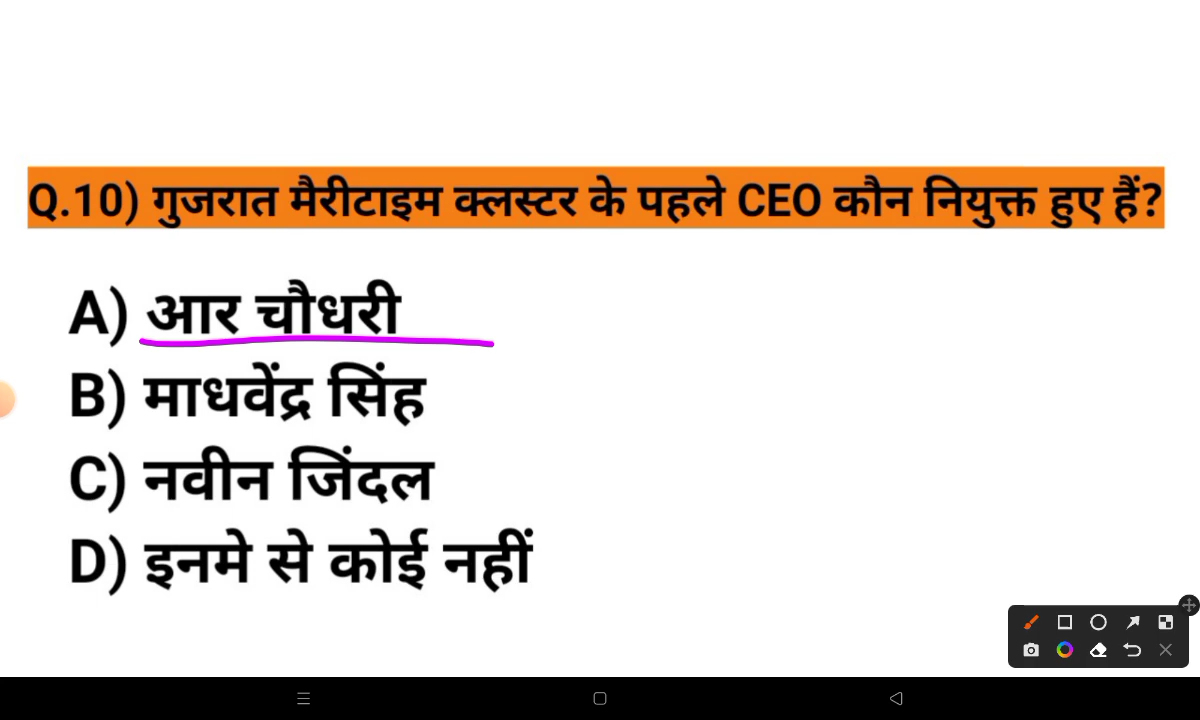 Q.10) गुजरात मैरीटाइम क्लस्टर के पहले CEO कौन नियुक्त हुए हैं?
A) आर चौधरी
B) माधवेंद्र सिंह
C) नवीन जिंदल
D) इनमे से कोई नहीं